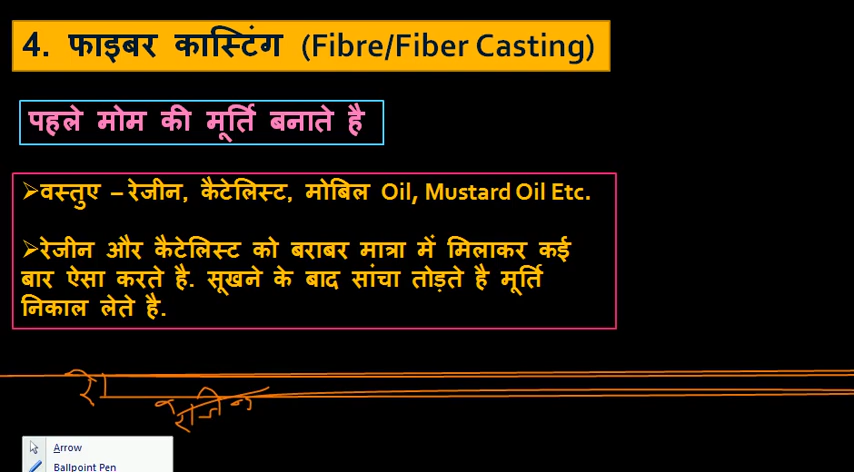 4. फाइबर कास्टिंग (Fibre/Fiber Casting)
पहले मोम की मूर्ति बनाते है
➢वस्तुए – रेजीन, कैटेलिस्ट, मोबिल Oil, Mustard Oil Etc.
➢रेजीन और कैटेलिस्ट को बराबर मात्रा में मिलाकर कई
बार ऐसा करते है. सूखने के बाद सांचा तोड़ते है मूर्ति
निकाल लेते है.
Arrow
Ballpoint Pen